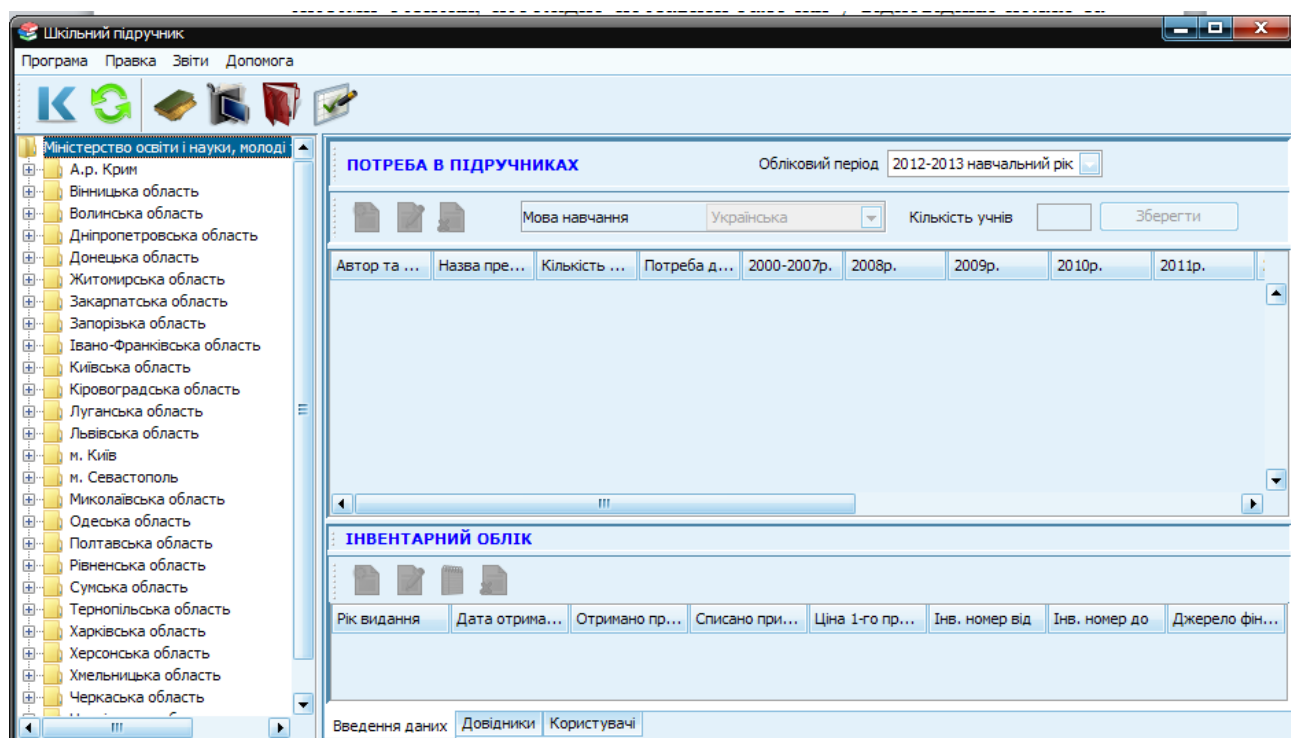 Шкільний підручник
Програма Правка Звіти Допомога
Міністерство освіти і науки, молоді
А.р. Крим
Вінницька область
Волинська область
Дніпропетровська область
Донецька область
Житомирська область
Закарпатська область
Запорізька область
Івано-Франківська область
Київська область
Кіровоградська область
Луганська область
Львівська область
м. Київ
м. Севастополь
Миколаївська область
Одеська область
Полтавська область
Рівненська область
Сумська область
Тернопільська область
Харківська область
Херсонська область
Хмельницька область
Черкаська область
ПОТРЕБА В ПІДРУЧНИКАХ Обліковий період 2012-2013 навчальний рік
Мова навчання Українська Кількість учнів Зберегти
Автор та ... Назва пре... Кількість ... Потреба д... 2000-2007р. 2008р. 2009р. 2010р. 2011р.
ІНВЕНТАРНИЙ ОБЛІК
Рік видання Дата отрима... Отримано пр... Списано при... Ціна 1-го пр... Інв. номер від Інв. номер до Джерело фін...
Введення даних Довідники Користувачі